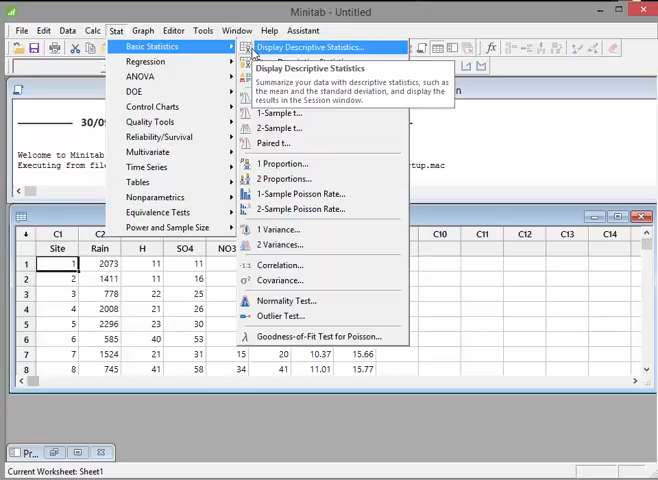 Minitab - Untitled
File Edit Data Calc Stat Graph Editor Tools Window Help Assistant
Basic Statistics
Regression
ANOVA
DOE
Control Charts
Quality Tools
Reliability/Survival
Multivariate
Time Series
Tables
Nonparametrics
Equivalence Tests
Power and Sample Size
Display Descriptive Statistics...
Display Descriptive Statistics
Summarize your data with descriptive statistics, such as
the mean and the standard deviation, and display the
results in the Session window.
1-Sample t...
2-Sample t...
Paired t...
1 Proportion...
2 Proportions...
1-Sample Poisson Rate...
2-Sample Poisson Rate...
1 Variance...
2 Variances...
Correlation...
Covariance...
Normality Test...
Outlier Test...
Goodness-of-Fit Test for Poisson...
30/09
Welcome to Minitab
Executing from file
tup.mac
C1 C2 C10 C11 C12 C13 C14
Site Rain H SO4 NO3
1 1 2073 11 11
2 2 1411 11 16
3 3 778 22 25
4 4 2008 21 26
5 5 2296 23 30
6 6 585 40 53
7 7 1524 21 31 15 20 10.37 15.66
8 8 745 41 58 34 41 11.01 15.77
Pr...
Current Worksheet: Sheet1